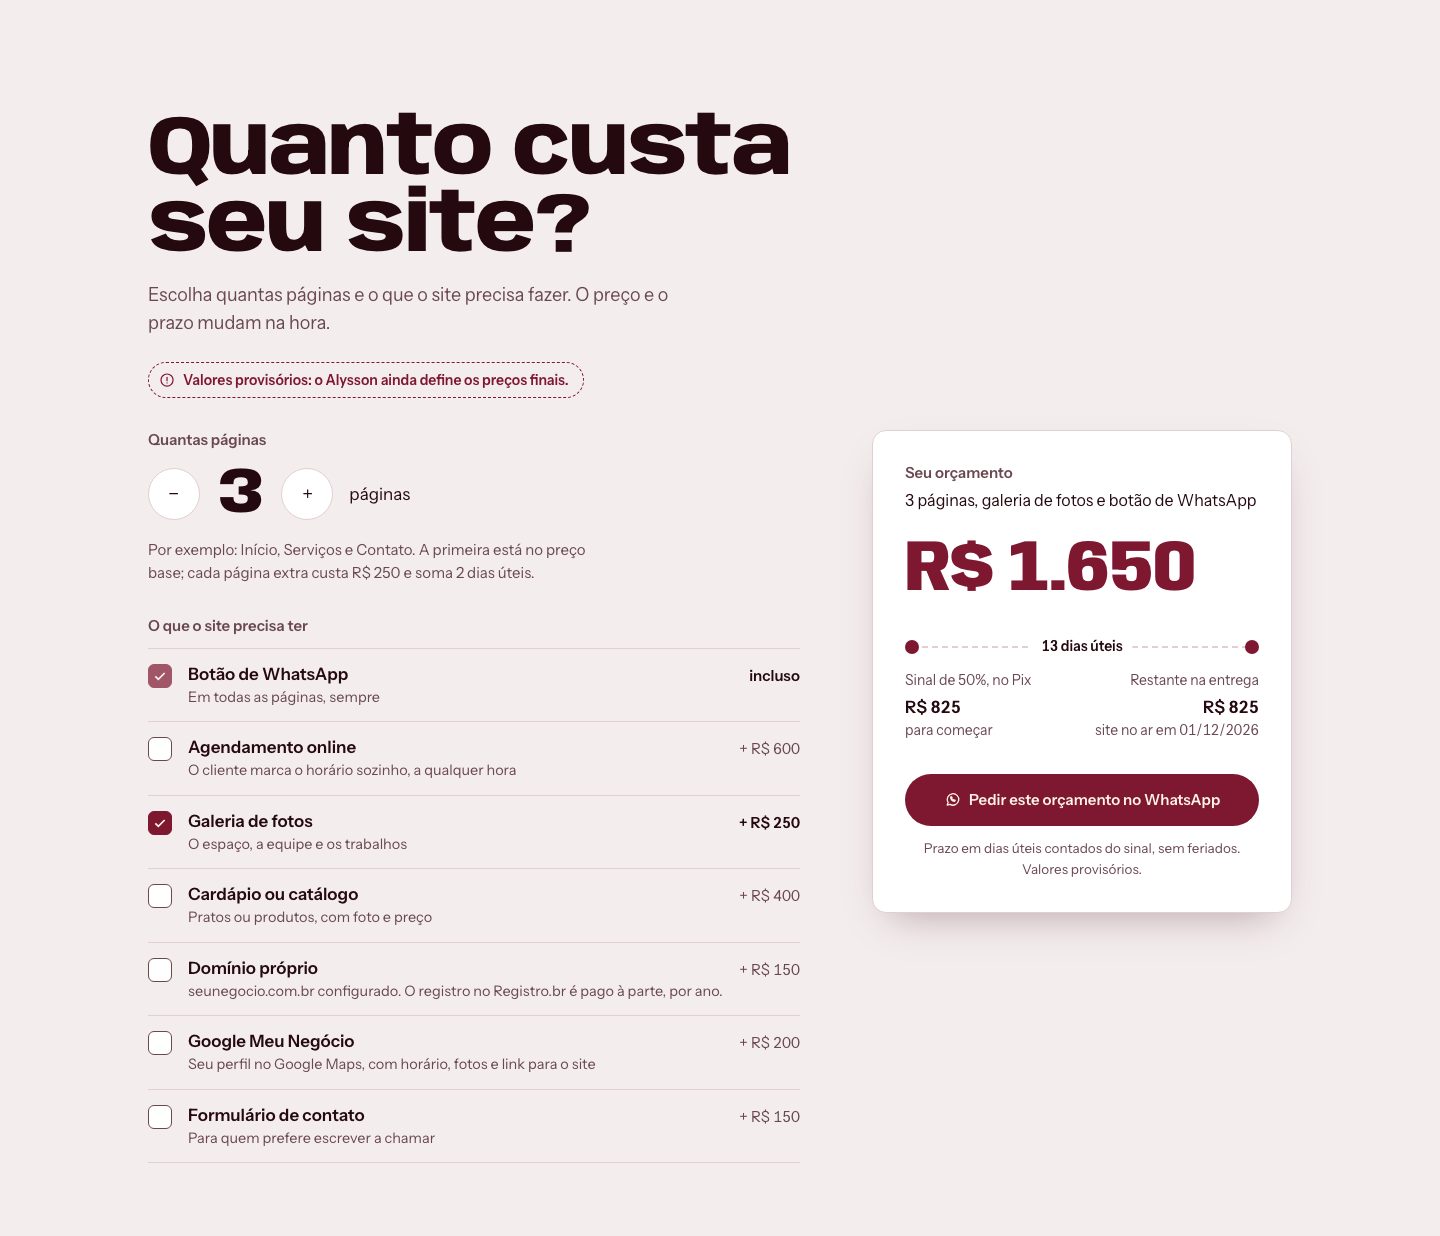 Quanto custa
seu site?
Escolha quantas páginas e o que o site precisa fazer. O preço e o
prazo mudam na hora.
Valores provisórios: o Alysson ainda define os preços finais.
Quantas páginas
− 3 + páginas
Por exemplo: Início, Serviços e Contato. A primeira está no preço
base; cada página extra custa R$ 250 e soma 2 dias úteis.
O que o site precisa ter
Botão de WhatsApp incluso
Em todas as páginas, sempre
Agendamento online + R$ 600
O cliente marca o horário sozinho, a qualquer hora
Galeria de fotos + R$ 250
O espaço, a equipe e os trabalhos
Cardápio ou catálogo + R$ 400
Pratos ou produtos, com foto e preço
Domínio próprio + R$ 150
seunegocio.com.br configurado. O registro no Registro.br é pago à parte, por ano.
Google Meu Negócio + R$ 200
Seu perfil no Google Maps, com horário, fotos e link para o site
Formulário de contato + R$ 150
Para quem prefere escrever a chamar
Seu orçamento
3 páginas, galeria de fotos e botão de WhatsApp
R$ 1.650
13 dias úteis
Sinal de 50%, no Pix Restante na entrega
R$ 825 R$ 825
para começar site no ar em 01/12/2026
Pedir este orçamento no WhatsApp
Prazo em dias úteis contados do sinal, sem feriados.
Valores provisórios.